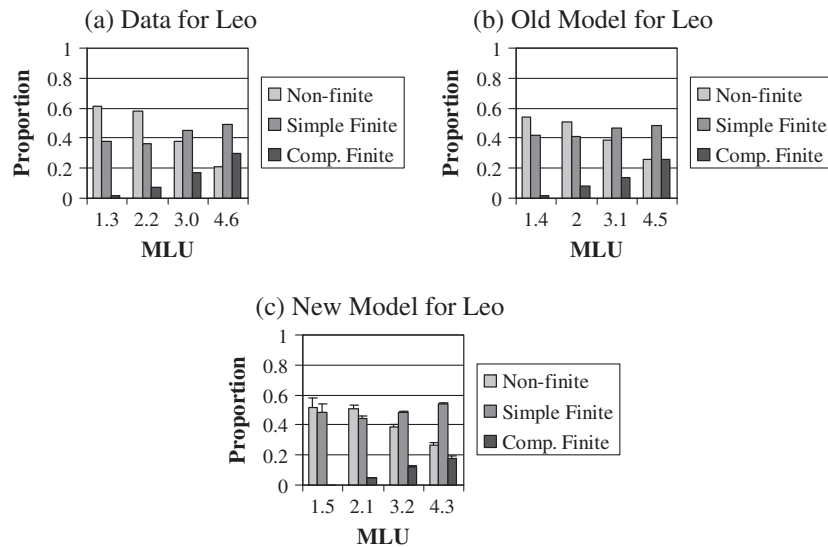 (a) Data for Leo
1
0.8
0.6
0.4
0.2
0
Proportion
1.3 2.2 3.0 4.6
MLU
Non-finite
Simple Finite
Comp. Finite
(b) Old Model for Leo
1
0.8
0.6
0.4
0.2
0
Proportion
1.4 2 3.1 4.5
MLU
Non-finite
Simple Finite
Comp. Finite
(c) New Model for Leo
1
0.8
0.6
0.4
0.2
0
Proportion
1.5 2.1 3.2 4.3
MLU
Non-finite
Simple Finite
Comp. Finite